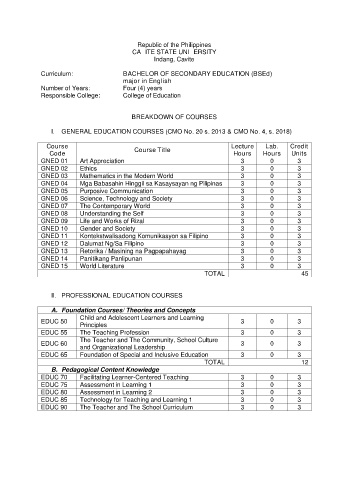 Republic of the Philippines
CA ITE STATE UNI ERSITY
Indang, Cavite
Curriculum: BACHELOR OF SECONDARY EDUCATION (BSEd)
major in English
Number of Years: Four (4) years
Responsible College: College of Education
BREAKDOWN OF COURSES
I. GENERAL EDUCATION COURSES (CMO No. 20 s. 2013 & CMO No. 4, s. 2018)
Course Code Course Title Lecture Hours Lab. Hours Credit Units
GNED 01 Art Appreciation 3 0 3
GNED 02 Ethics 3 0 3
GNED 03 Mathematics in the Modern World 3 0 3
GNED 04 Mga Babasahin Hinggil sa Kasaysayan ng Pilipinas 3 0 3
GNED 05 Purposive Communication 3 0 3
GNED 06 Science, Technology and Society 3 0 3
GNED 07 The Contemporary World 3 0 3
GNED 08 Understanding the Self 3 0 3
GNED 09 Life and Works of Rizal 3 0 3
GNED 10 Gender and Society 3 0 3
GNED 11 Kontekstwalisadong Komunikasyon sa Filipino 3 0 3
GNED 12 Dalumat Ng/Sa Filipino 3 0 3
GNED 13 Retorika / Masining na Pagpapahayag 3 0 3
GNED 14 Panitikang Panlipunan 3 0 3
GNED 15 World Literature 3 0 3
TOTAL 45
II. PROFESSIONAL EDUCATION COURSES
A. Foundation Courses/ Theories and Concepts
EDUC 50 Child and Adolescent Learners and Learning Principles 3 0 3
EDUC 55 The Teaching Profession 3 0 3
EDUC 60 The Teacher and The Community, School Culture and Organizational Leadership 3 0 3
EDUC 65 Foundation of Special and Inclusive Education 3 0 3
TOTAL 12
B. Pedagogical Content Knowledge
EDUC 70 Facilitating Learner-Centered Teaching 3 0 3
EDUC 75 Assessment in Learning 1 3 0 3
EDUC 80 Assessment in Learning 2 3 0 3
EDUC 85 Technology for Teaching and Learning 1 3 0 3
EDUC 90 The Teacher and The School Curriculum 3 0 3